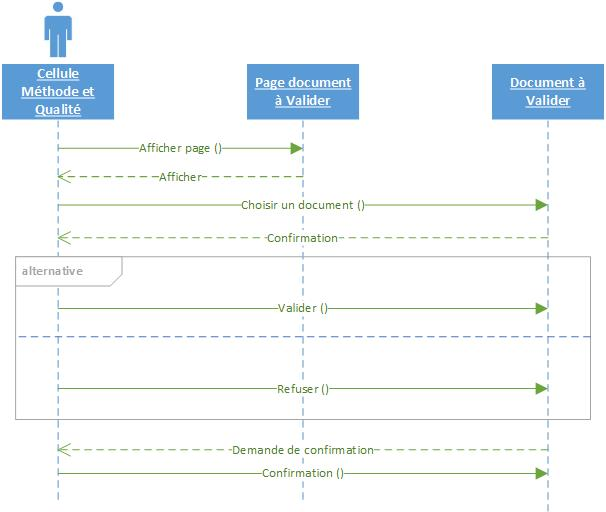 Cellule
Méthode et
Qualité
Page document
à Valider
Document à
Valider
Afficher page ()
Afficher
Choisir un document ()
Confirmation
alternative
Valider ()
Refuser ()
Demande de confirmation
Confirmation ()